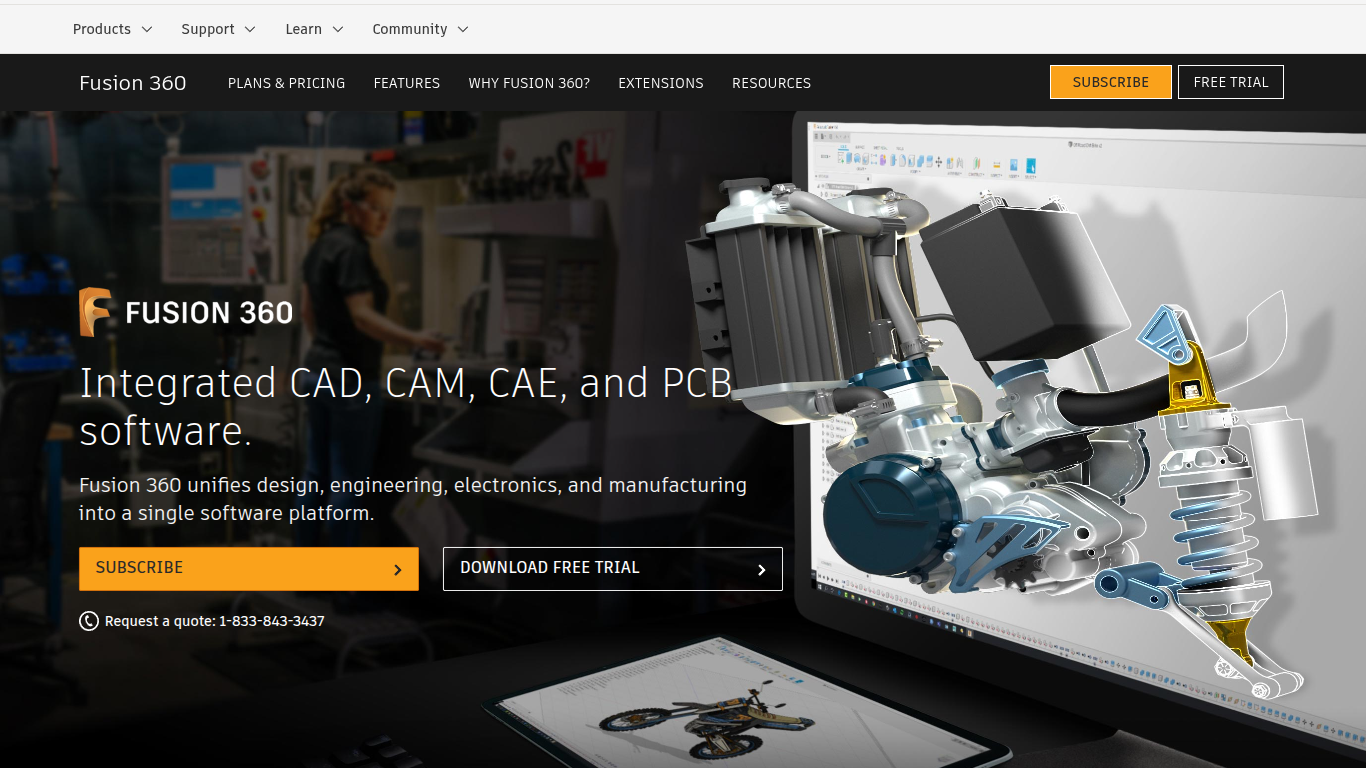 Products Support Learn Community
Fusion 360 PLANS & PRICING FEATURES WHY FUSION 360? EXTENSIONS RESOURCES SUBSCRIBE FREE TRIAL
FUSION 360
Integrated CAD, CAM, CAE, and PCB
software.
Fusion 360 unifies design, engineering, electronics, and manufacturing
into a single software platform.
SUBSCRIBE DOWNLOAD FREE TRIAL
Request a quote: 1-833-843-3437